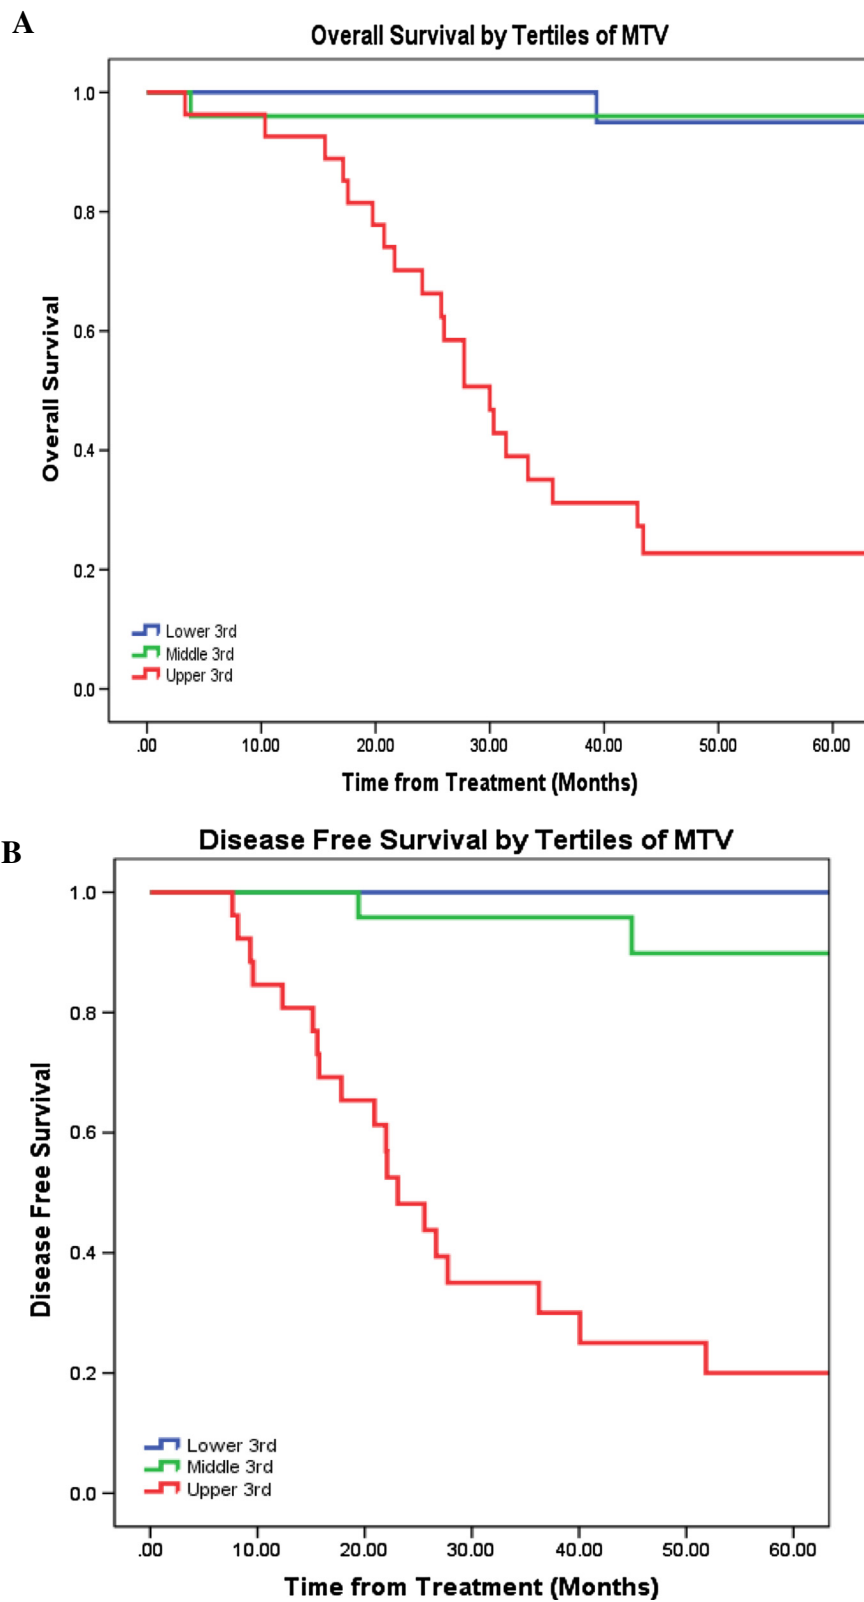 A
Overall Survival by Tertiles of MTV
1.0
0.8
0.6
0.4
0.2
0.0
Overall Survival
Lower 3rd
Middle 3rd
Upper 3rd
.00 10.00 20.00 30.00 40.00 50.00 60.00
Time from Treatment (Months)
B
Disease Free Survival by Tertiles of MTV
1.0
0.8
0.6
0.4
0.2
0.0
Disease Free Survival
Lower 3rd
Middle 3rd
Upper 3rd
.00 10.00 20.00 30.00 40.00 50.00 60.00
Time from Treatment (Months)